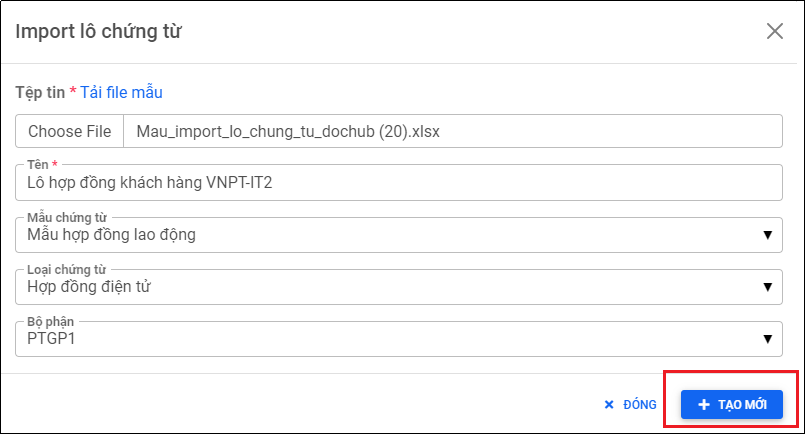 Import lô chứng từ
Tệp tin * Tải file mẫu
Choose File Mau_import_lo_chung_tu_dochub (20).xlsx
Tên *
Lô hợp đồng khách hàng VNPT-IT2
Mẫu chứng từ
Mẫu hợp đồng lao động
Loại chứng từ
Hợp đồng điện tử
Bộ phận
PTGP1
ĐÓNG TẠO MỚI